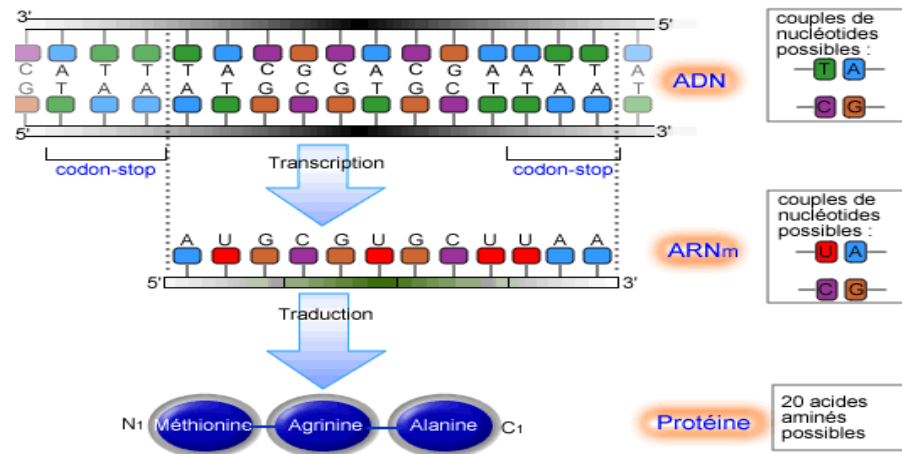 3'
5'
C A T T T A C G C A C G A A T T A
G T A A A T G C G T G C T T A A T
5'
3'
ADN
couples de
nucléotides
possibles :
T A
C G
codon-stop
codon-stop
Transcription
A U G C G U G C U U A A
5'
3'
ARNm
couples de
nucléotides
possibles :
U A
C G
Traduction
N1
Méthionine
Agrinine
Alanine
C1
Protéine
20 acides
aminés
possibles